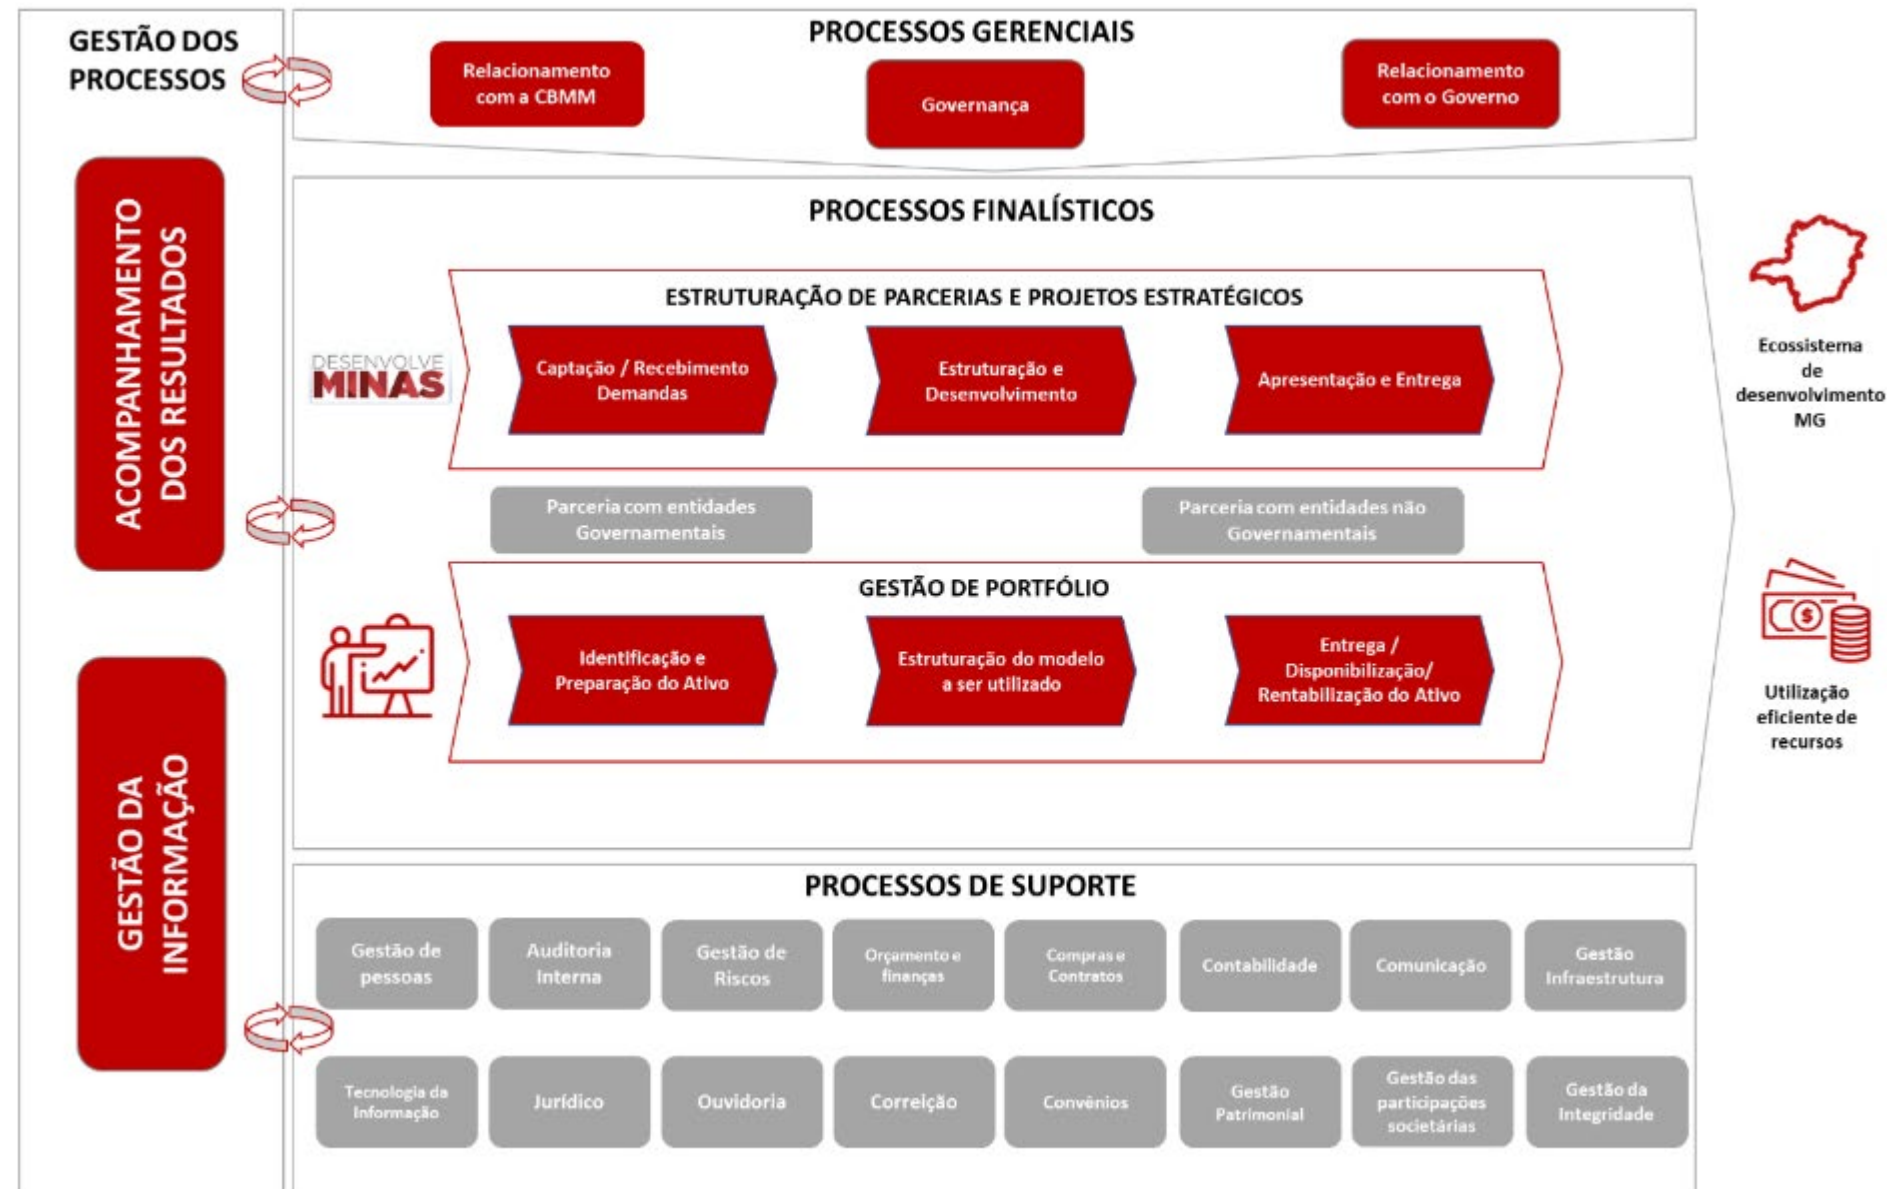 GESTÃO DOS
PROCESSOS
ACOMPANHAMENTO
DOS RESULTADOS
GESTÃO DA
INFORMAÇÃO
PROCESSOS GERENCIAIS
Relacionamento
com a CBMM
Governança
Relacionamento
com o Governo
PROCESSOS FINALÍSTICOS
ESTRUTURAÇÃO DE PARCERIAS E PROJETOS ESTRATÉGICOS
DESENVOLVE
MINAS
Captação / Recebimento
Demandas
Estruturação e
Desenvolvimento
Apresentação e Entrega
Parceria com entidades
Governamentais
Parceria com entidades não
Governamentais
GESTÃO DE PORTFÓLIO
Identificação e
Preparação do Ativo
Estruturação do modelo
a ser utilizado
Entrega /
Disponibilização/
Rentabilização do Ativo
Ecossistema
de
desenvolvimento
MG
$
Utilização
eficiente de
recursos
PROCESSOS DE SUPORTE
Gestão de
pessoas
Auditoria
Interna
Gestão de
Riscos
Orçamento e
finanças
Compras e
Contratos
Contabilidade
Comunicação
Gestão
Infraestrutura
Tecnologia da
Informação
Jurídico
Ouvidoria
Correição
Convênios
Gestão
Patrimonial
Gestão das
participações
societárias
Gestão da
Integridade